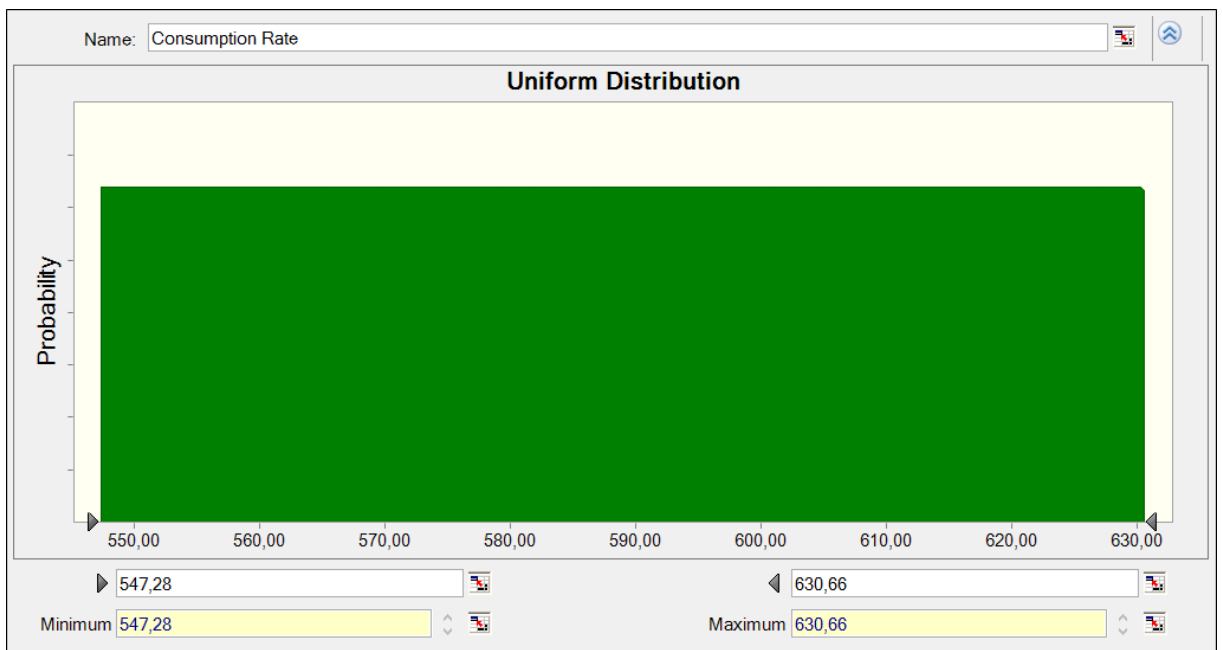 Name: Consumption Rate
Uniform Distribution
Probability
550,00 560,00 570,00 580,00 590,00 600,00 610,00 620,00 630,00
547,28 630,66
Minimum 547,28 Maximum 630,66